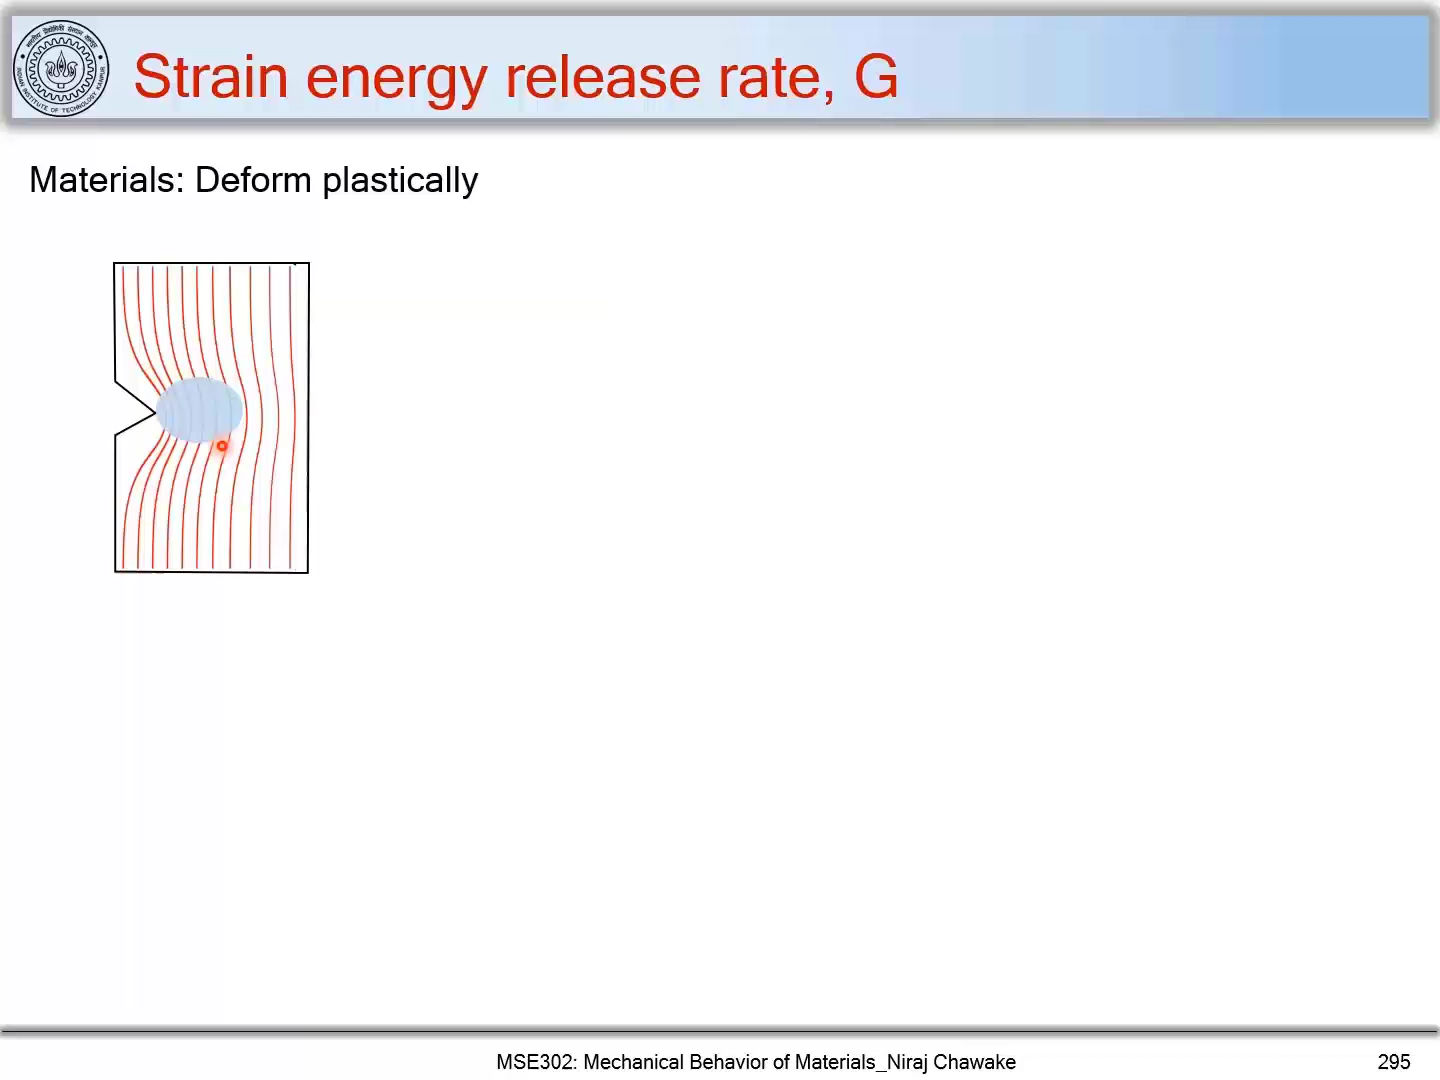 Strain energy release rate, G
Materials: Deform plastically
MSE302: Mechanical Behavior of Materials_Niraj Chawake
295